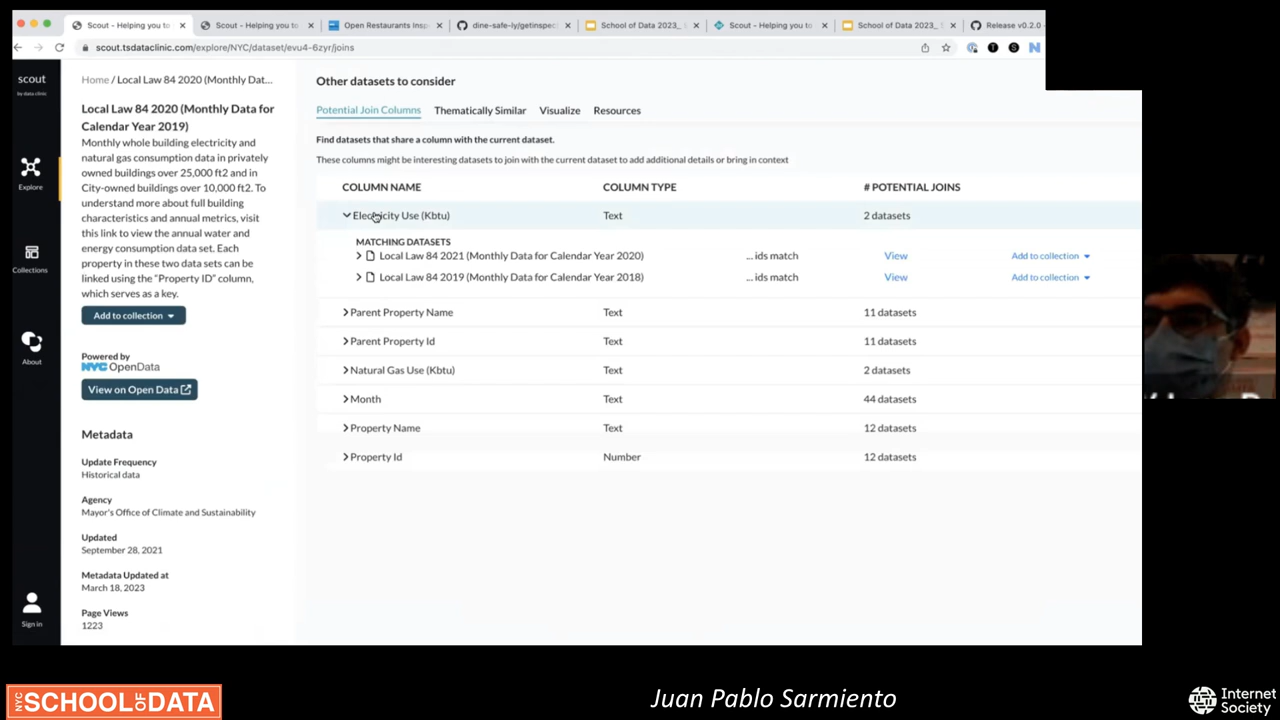 Scout - Helping you to
Scout - Helping you to
Open Restaurants Insp
dine-safe-ly/getinspec
School of Data 2023_
Scout - Helping you to
School of Data 2023_
Release v0.2.0
scout.tsdataclinic.com/explore/NYC/dataset/evu4-6zyr/joins
scout
by data clinic
Explore
Collections
About
Sign in
Home / Local Law 84 2020 (Monthly Dat...
Local Law 84 2020 (Monthly Data for
Calendar Year 2019)
Monthly whole building electricity and
natural gas consumption data in privately
owned buildings over 25,000 ft2 and in
City-owned buildings over 10,000 ft2. To
understand more about full building
characteristics and annual metrics, visit
this link to view the annual water and
energy consumption data set. Each
property in these two data sets can be
linked using the “Property ID” column,
which serves as a key.
Add to collection
Powered by
NYC OpenData
View on Open Data
Metadata
Update Frequency
Historical data
Agency
Mayor's Office of Climate and Sustainability
Updated
September 28, 2021
Metadata Updated at
March 18, 2023
Page Views
1223
Other datasets to consider
Potential Join Columns Thematically Similar Visualize Resources
Find datasets that share a column with the current dataset.
These columns might be interesting datasets to join with the current dataset to add additional details or bring in context
COLUMN NAME COLUMN TYPE # POTENTIAL JOINS
Electricity Use (Kbtu) Text 2 datasets
MATCHING DATASETS
Local Law 84 2021 (Monthly Data for Calendar Year 2020) ... ids match View Add to collection
Local Law 84 2019 (Monthly Data for Calendar Year 2018) ... ids match View Add to collection
Parent Property Name Text 11 datasets
Parent Property Id Text 11 datasets
Natural Gas Use (Kbtu) Text 2 datasets
Month Text 44 datasets
Property Name Text 12 datasets
Property Id Number 12 datasets
NYC SCHOOL OF DATA
Juan Pablo Sarmiento
Internet
Society